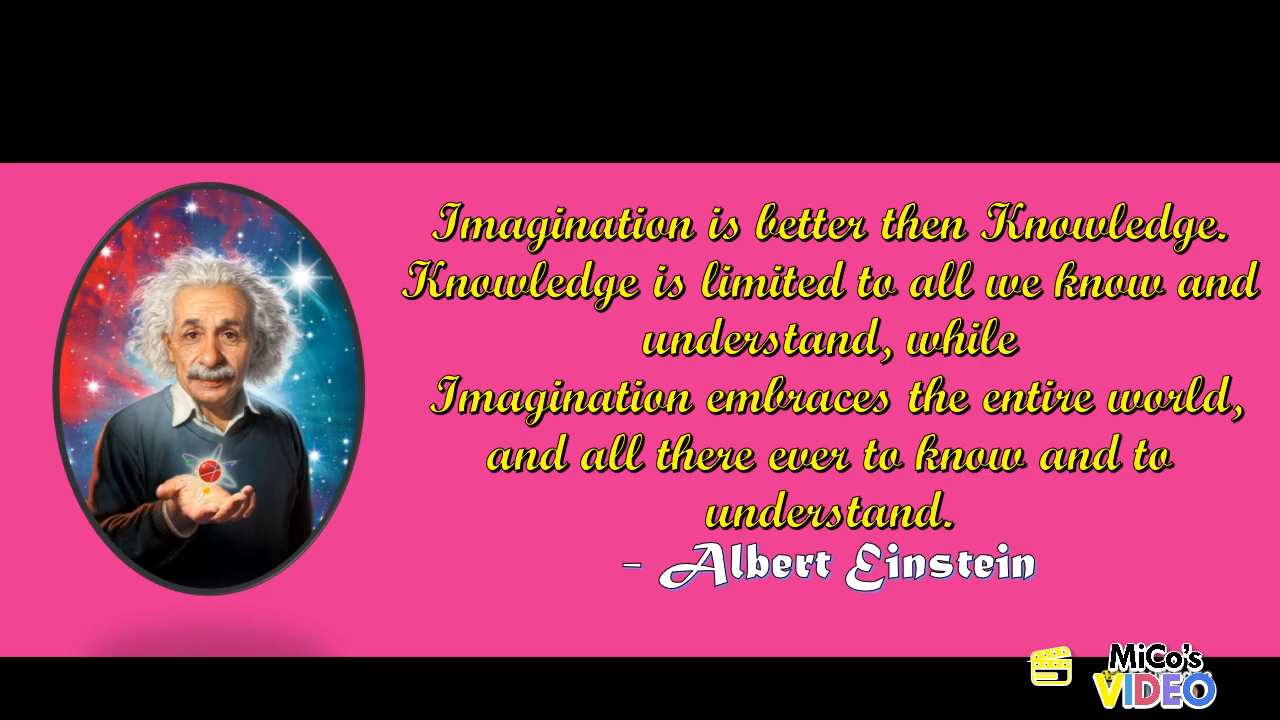 Imagination is better then Knowledge.
Knowledge is limited to all we know and
understand, while
Imagination embraces the entire world,
and all there ever to know and to
understand.
- Albert Einstein
MiCo's
VIDEO